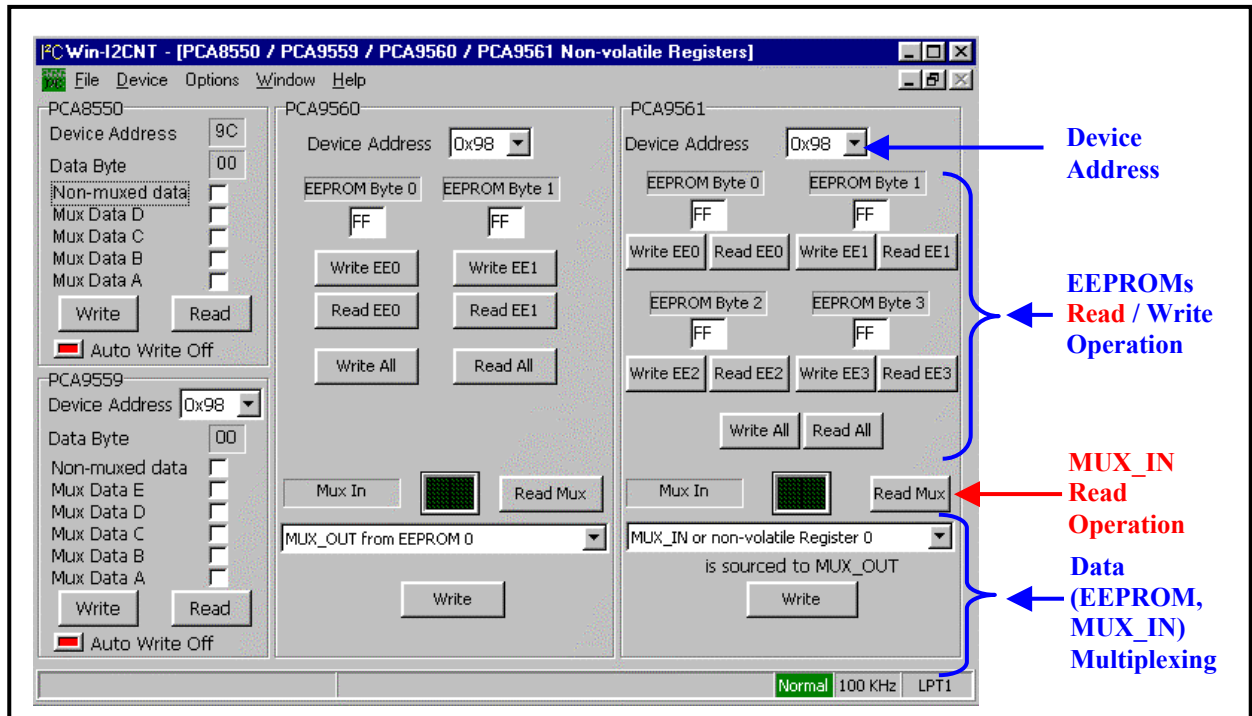 I²C Win-I2CNT - [PCA8550 / PCA9559 / PCA9560 / PCA9561 Non-volatile Registers]
File Device Options Window Help
PCA8550
Device Address 9C
Data Byte 00
Non-muxed data
Mux Data D
Mux Data C
Mux Data B
Mux Data A
Write Read
Auto Write Off
PCA9559
Device Address 0x98
Data Byte 00
Non-muxed data
Mux Data E
Mux Data D
Mux Data C
Mux Data B
Mux Data A
Write Read
Auto Write Off
PCA9560
Device Address 0x98
EEPROM Byte 0 EEPROM Byte 1
FF FF
Write EE0 Write EE1
Read EE0 Read EE1
Write All Read All
Mux In Read Mux
MUX_OUT from EEPROM 0
Write
PCA9561
Device Address 0x98
EEPROM Byte 0 EEPROM Byte 1
FF FF
Write EE0 Read EE0 Write EE1 Read EE1
EEPROM Byte 2 EEPROM Byte 3
FF FF
Write EE2 Read EE2 Write EE3 Read EE3
Write All Read All
Mux In Read Mux
MUX_IN or non-volatile Register 0
is sourced to MUX_OUT
Write
Normal 100 KHz LPT1
Device
Address
EEPROMs
Read / Write
Operation
MUX_IN
Read
Operation
Data
(EEPROM,
MUX_IN)
Multiplexing